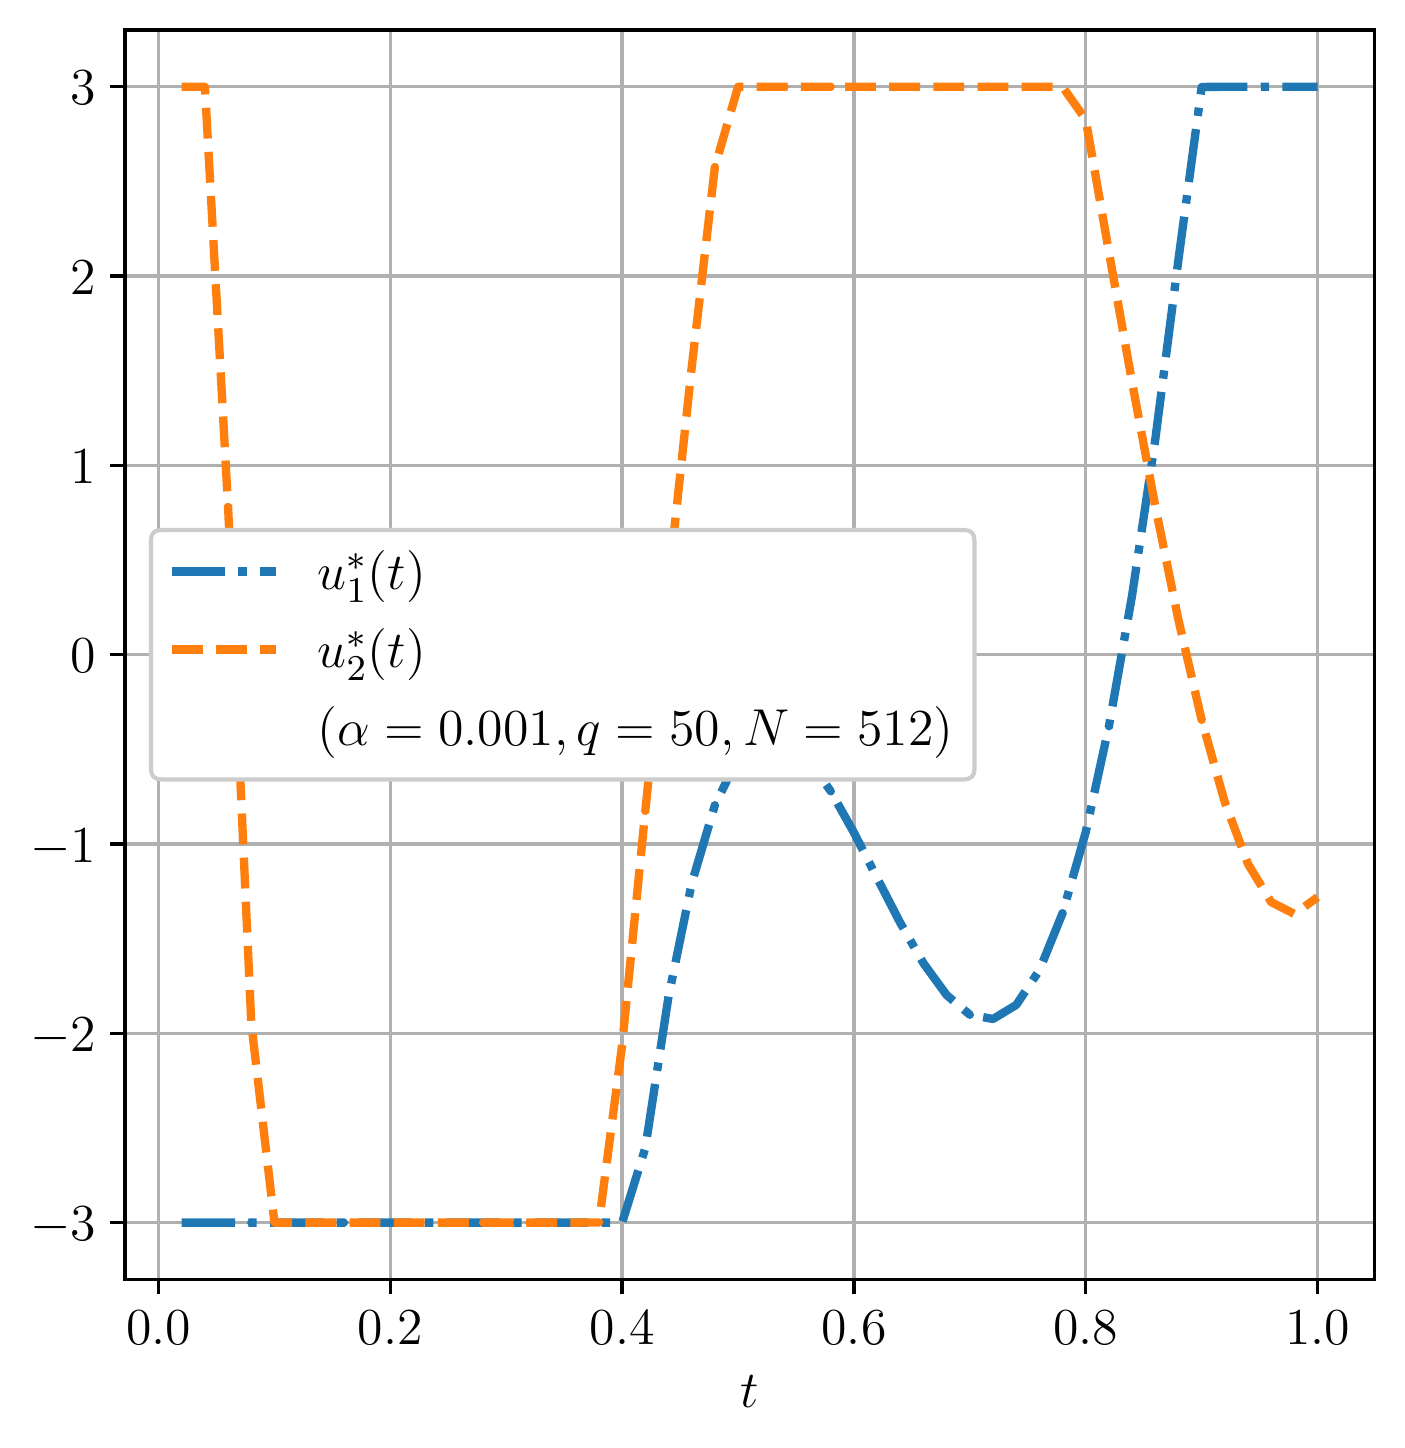 3
2
1
0
−1
−2
−3
u₁*(t)
u₂*(t)
(α = 0.001, q = 50, N = 512)
0.0 0.2 0.4 0.6 0.8 1.0
t